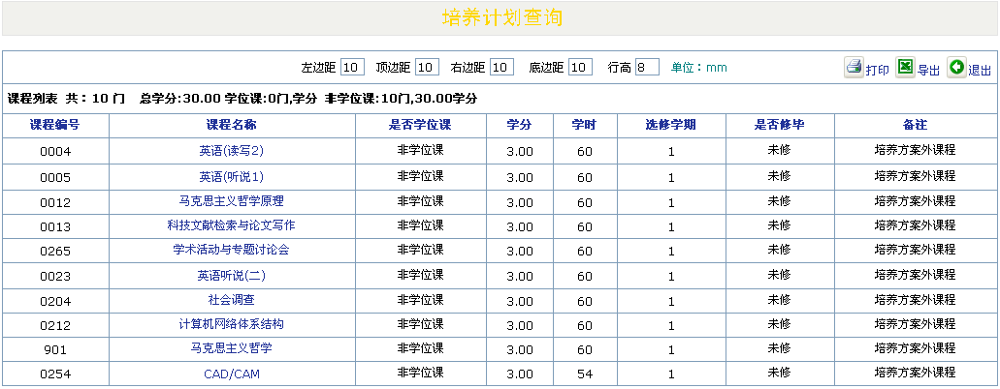 培养计划查询
左边距 10 顶边距 10 右边距 10 底边距 10 行高 8 单位：mm 打印 导出 退出
课程列表 共：10 门 总学分:30.00 学位课:0门,学分 非学位课:10门,30.00学分
课程编号 课程名称 是否学位课 学分 学时 选修学期 是否修毕 备注
0004 英语(读写2) 非学位课 3.00 60 1 未修 培养方案外课程
0005 英语(听说1) 非学位课 3.00 60 1 未修 培养方案外课程
0012 马克思主义哲学原理 非学位课 3.00 60 1 未修 培养方案外课程
0013 科技文献检索与论文写作 非学位课 3.00 60 1 未修 培养方案外课程
0265 学术活动与专题讨论会 非学位课 3.00 60 1 未修 培养方案外课程
0023 英语听说(二) 非学位课 3.00 60 1 未修 培养方案外课程
0204 社会调查 非学位课 3.00 60 1 未修 培养方案外课程
0212 计算机网络体系结构 非学位课 3.00 60 1 未修 培养方案外课程
901 马克思主义哲学 非学位课 3.00 60 1 未修 培养方案外课程
0254 CAD/CAM 非学位课 3.00 54 1 未修 培养方案外课程